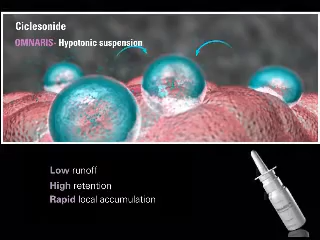 Ciclesonide
OMNARIS- Hypotonic suspension
Low runoff
High retention
Rapid local accumulation